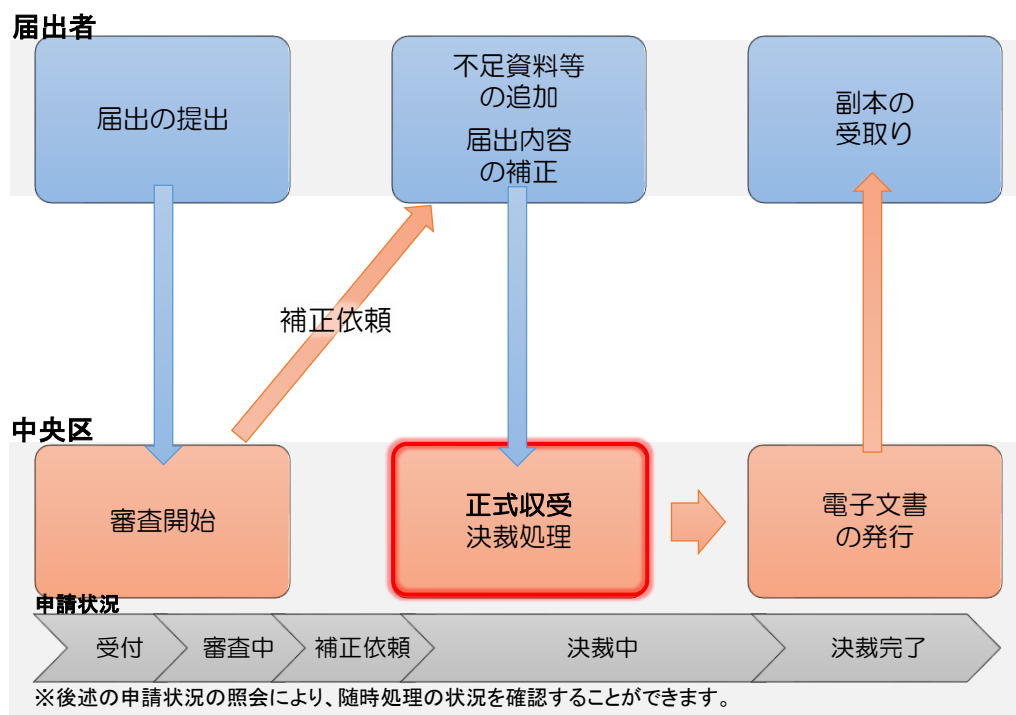 届出者
届出の提出
不足資料等
の追加
届出内容
の補正
副本の
受取り
補正依頼
中央区
審査開始
正式収受
決裁処理
電子文書
の発行
申請状況
受付
審査中
補正依頼
決裁中
決裁完了
※後述の申請状況の照会により、随時処理の状況を確認することができます。